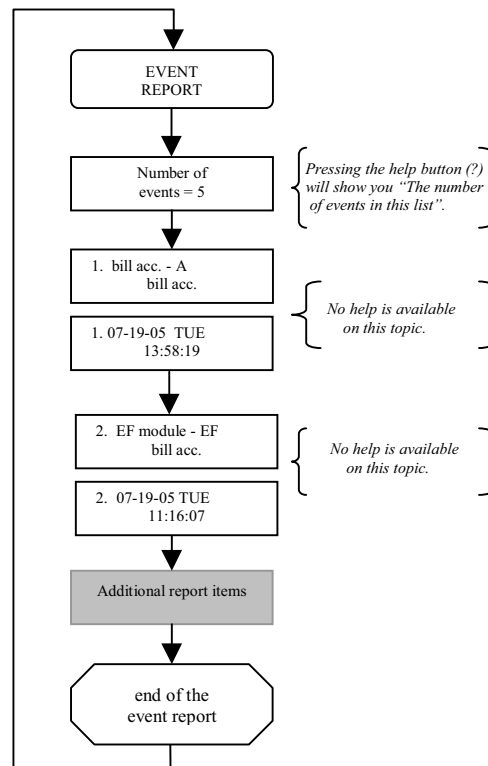 EVENT
REPORT
Number of
events = 5
Pressing the help button (?)
will show you “The number
of events in this list”.
1. bill acc. - A
bill acc.
1. 07-19-05 TUE
13:58:19
No help is available
on this topic.
2. EF module - EF
bill acc.
2. 07-19-05 TUE
11:16:07
No help is available
on this topic.
Additional report items
end of the
event report